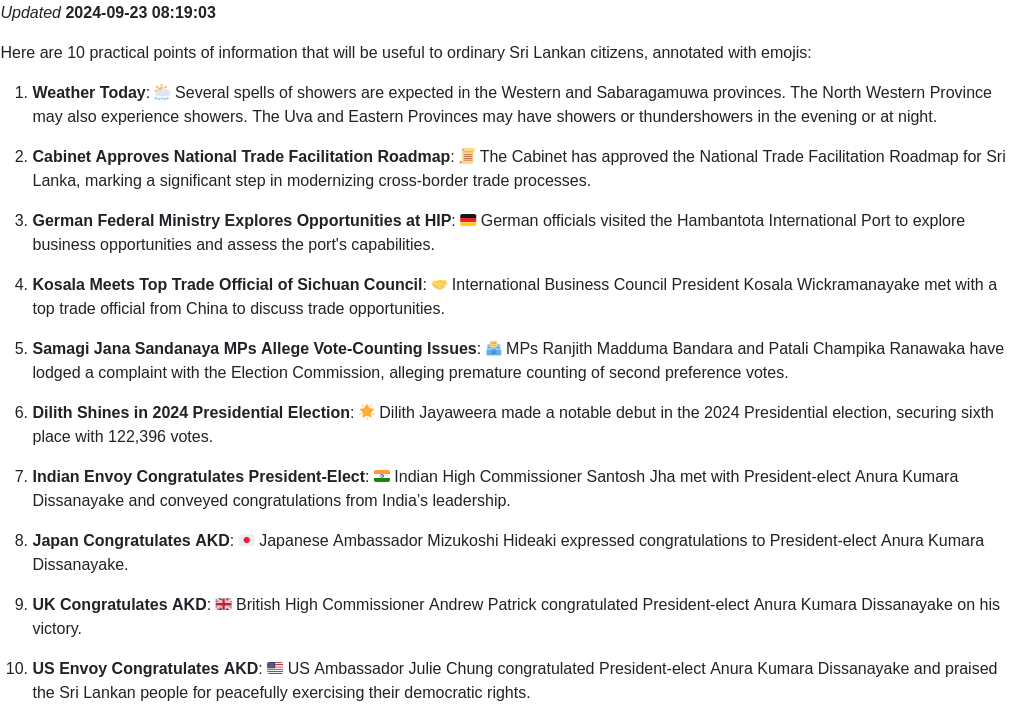 Updated 2024-09-23 08:19:03
Here are 10 practical points of information that will be useful to ordinary Sri Lankan citizens, annotated with emojis:
1. Weather Today: 🌦️ Several spells of showers are expected in the Western and Sabaragamuwa provinces. The North Western Province
may also experience showers. The Uva and Eastern Provinces may have showers or thundershowers in the evening or at night.
2. Cabinet Approves National Trade Facilitation Roadmap: 📜 The Cabinet has approved the National Trade Facilitation Roadmap for Sri
Lanka, marking a significant step in modernizing cross-border trade processes.
3. German Federal Ministry Explores Opportunities at HIP: 🇩🇪 German officials visited the Hambantota International Port to explore
business opportunities and assess the port's capabilities.
4. Kosala Meets Top Trade Official of Sichuan Council: 🤝 International Business Council President Kosala Wickramanayake met with a
top trade official from China to discuss trade opportunities.
5. Samagi Jana Sandanaya MPs Allege Vote-Counting Issues: 🗳️ MPs Ranjith Madduma Bandara and Patali Champika Ranawaka have
lodged a complaint with the Election Commission, alleging premature counting of second preference votes.
6. Dilith Shines in 2024 Presidential Election: 🌟 Dilith Jayaweera made a notable debut in the 2024 Presidential election, securing sixth
place with 122,396 votes.
7. Indian Envoy Congratulates President-Elect: 🇮🇳 Indian High Commissioner Santosh Jha met with President-elect Anura Kumara
Dissanayake and conveyed congratulations from India’s leadership.
8. Japan Congratulates AKD: 🇯🇵 Japanese Ambassador Mizukoshi Hideaki expressed congratulations to President-elect Anura Kumara
Dissanayake.
9. UK Congratulates AKD: 🇬🇧 British High Commissioner Andrew Patrick congratulated President-elect Anura Kumara Dissanayake on his
victory.
10. US Envoy Congratulates AKD: 🇺🇸 US Ambassador Julie Chung congratulated President-elect Anura Kumara Dissanayake and praised
the Sri Lankan people for peacefully exercising their democratic rights.